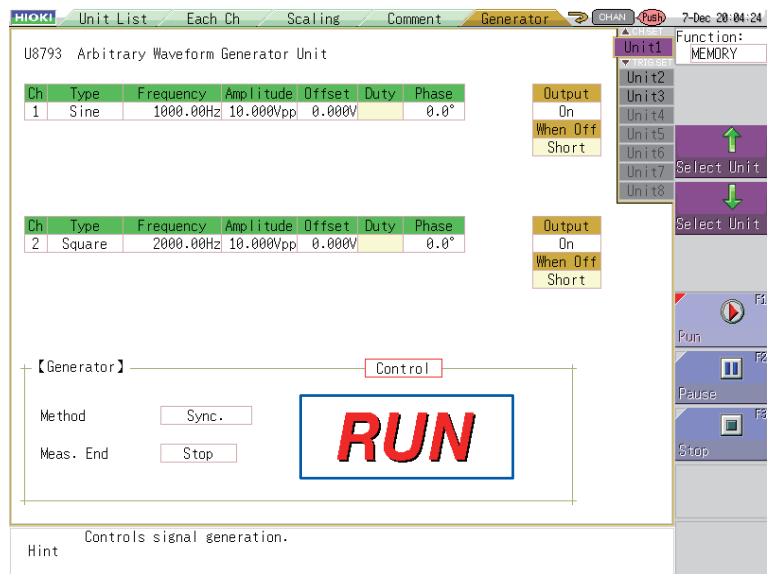 HIOKI Unit List Each Ch Scaling Comment Generator CHAN Push 7-Dec 20:04:24
▲CH.SET
Unit1
▼TRIG.SET
Unit2
Unit3
Unit4
Unit5
Unit6
Unit7
Unit8
Function:
MEMORY
U8793 Arbitrary Waveform Generator Unit
Ch Type Frequency Amplitude Offset Duty Phase
1 Sine 1000.00Hz 10.000Vpp 0.000V 0.0°
Output
On
When Off
Short
Ch Type Frequency Amplitude Offset Duty Phase
2 Square 2000.00Hz 10.000Vpp 0.000V 0.0°
Output
On
When Off
Short
【Generator】
Control
Method Sync.
Meas. End Stop
RUN
Select Unit
Select Unit
F1
Run
F2
Pause
F3
Stop
Controls signal generation.
Hint